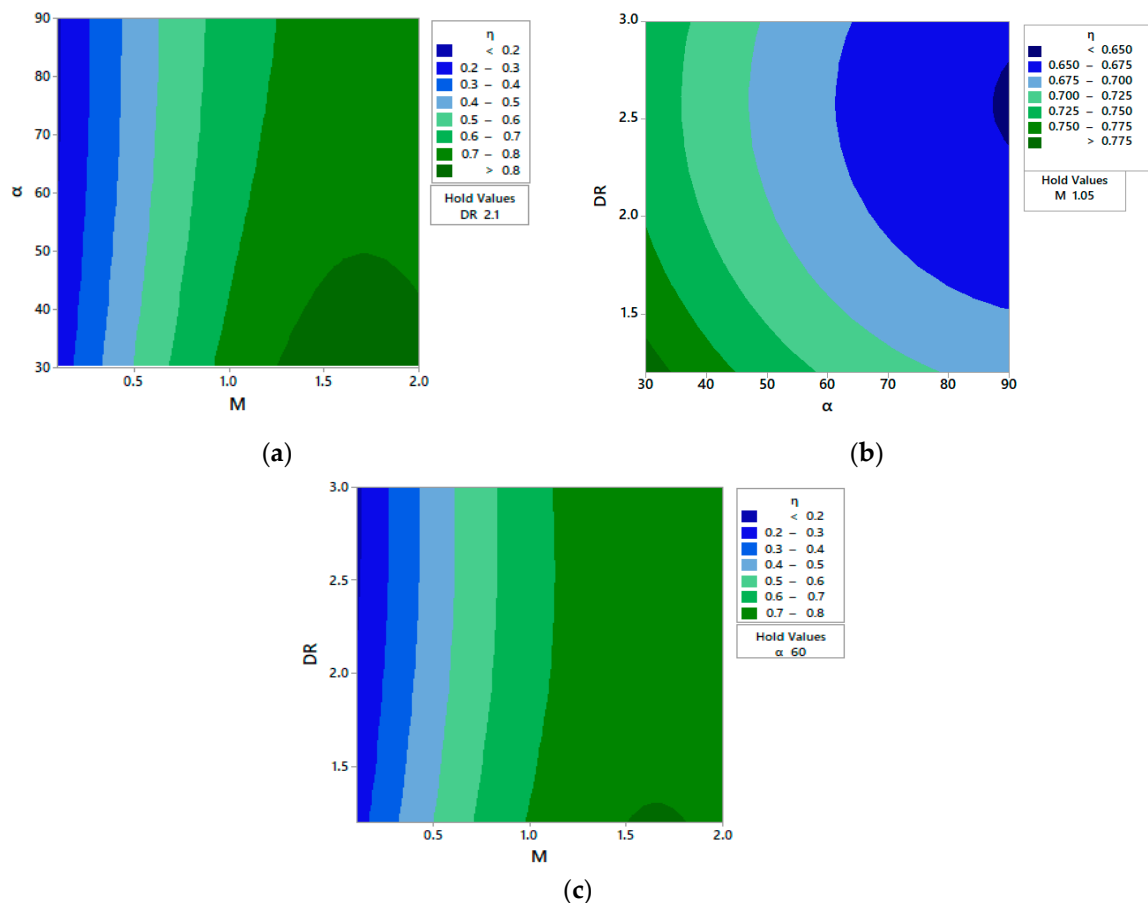 90
80
70
60
50
40
30
α
0.5
1.0
1.5
2.0
M
η
< 0.2
0.2 – 0.3
0.3 – 0.4
0.4 – 0.5
0.5 – 0.6
0.6 – 0.7
0.7 – 0.8
> 0.8
Hold Values
DR 2.1
(a)
3.0
2.5
2.0
1.5
DR
30
40
50
60
70
80
90
α
η
< 0.650
0.650 – 0.675
0.675 – 0.700
0.700 – 0.725
0.725 – 0.750
0.750 – 0.775
> 0.775
Hold Values
M 1.05
(b)
3.0
2.5
2.0
1.5
DR
0.5
1.0
1.5
2.0
M
η
< 0.2
0.2 – 0.3
0.3 – 0.4
0.4 – 0.5
0.5 – 0.6
0.6 – 0.7
0.7 – 0.8
Hold Values
α 60
(c)